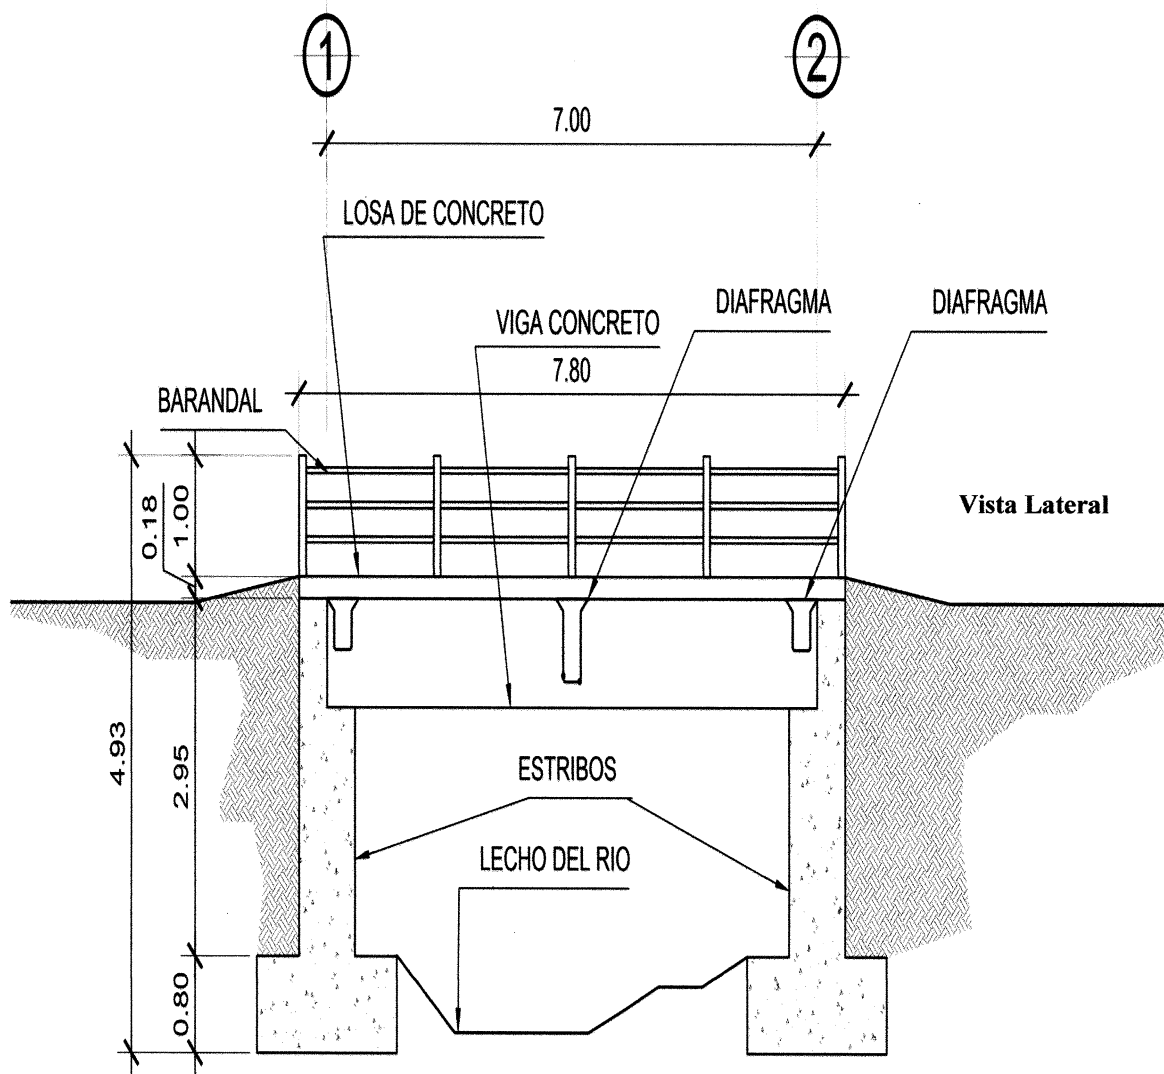 1
2
7.00
LOSA DE CONCRETO
DIAFRAGMA
DIAFRAGMA
VIGA CONCRETO
7.80
BARANDAL
0.18
1.00
Vista Lateral
4.93
2.95
ESTRIBOS
LECHO DEL RIO
0.80